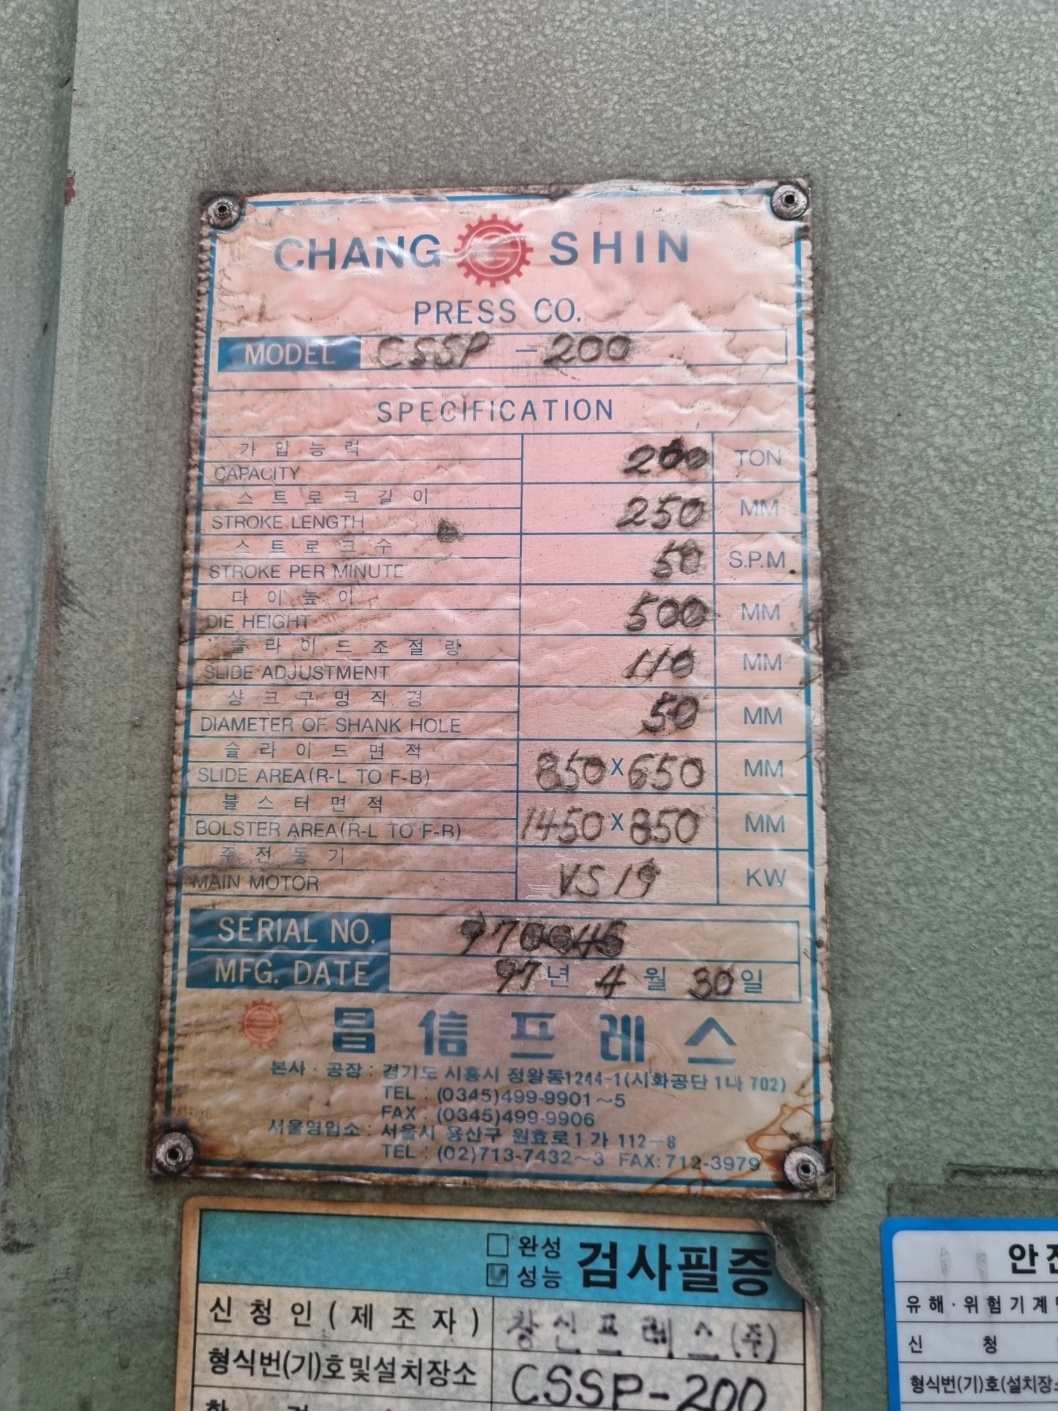 CHANG SHIN
PRESS CO.
MODEL CSSP - 200
SPECIFICATION
가압능력
CAPACITY 200 TON
스트로크길이
STROKE LENGTH 250 MM
스트로크수
STROKE PER MINUTE 50 S.P.M
다이높이
DIE HEIGHT 500 MM
슬라이드조절량
SLIDE ADJUSTMENT 110 MM
샹크구멍직경
DIAMETER OF SHANK HOLE 50 MM
슬라이드면적
SLIDE AREA(R-L TO F-B) 850 X 650 MM
볼스터면적
BOLSTER AREA(R-L TO F-B) 1450 X 850 MM
주전동기
MAIN MOTOR VS 19 KW
SERIAL NO. 970045
MFG. DATE 97년 4월 30일
昌信프레스
본사·공장 : 경기도 시흥시 정왕동1244-1(시화공단 1나 702)
TEL : (0345)499-9901~5
FAX : (0345)499-9906
서울영업소 : 서울시 용산구 원효로1가 112-8
TEL : (02)713-7432~3 FAX: 712-3979
□완성
성능 검사필증
신청인(제조자) 창신프레스(주)
형식번(기)호및설치장소 CSSP-200
안전
유해·위험기계
신청
형식번(기)호(설치장소